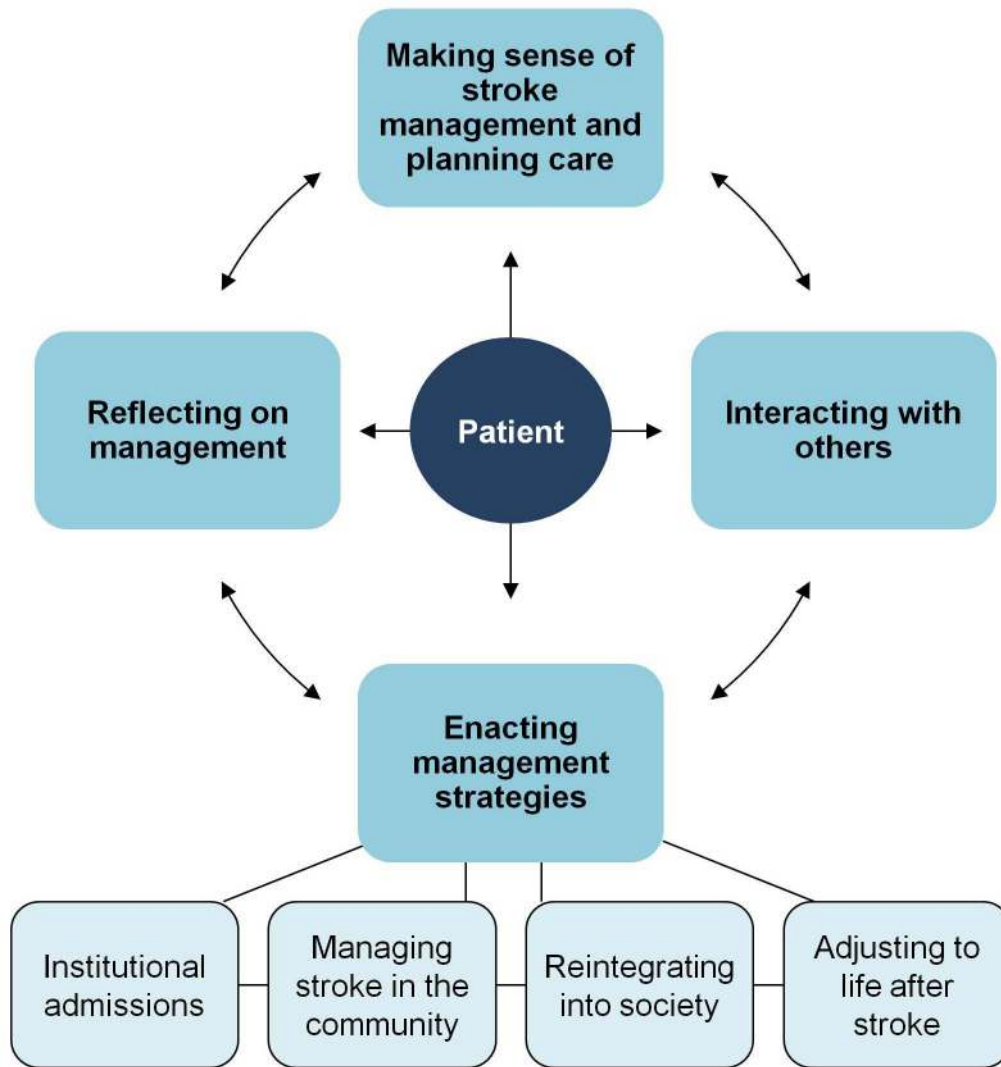 Making sense of
stroke
management and
planning care
Reflecting on
management
Patient
Interacting with
others
Enacting
management
strategies
Institutional
admissions
Managing
stroke in the
community
Reintegrating
into society
Adjusting to
life after
stroke